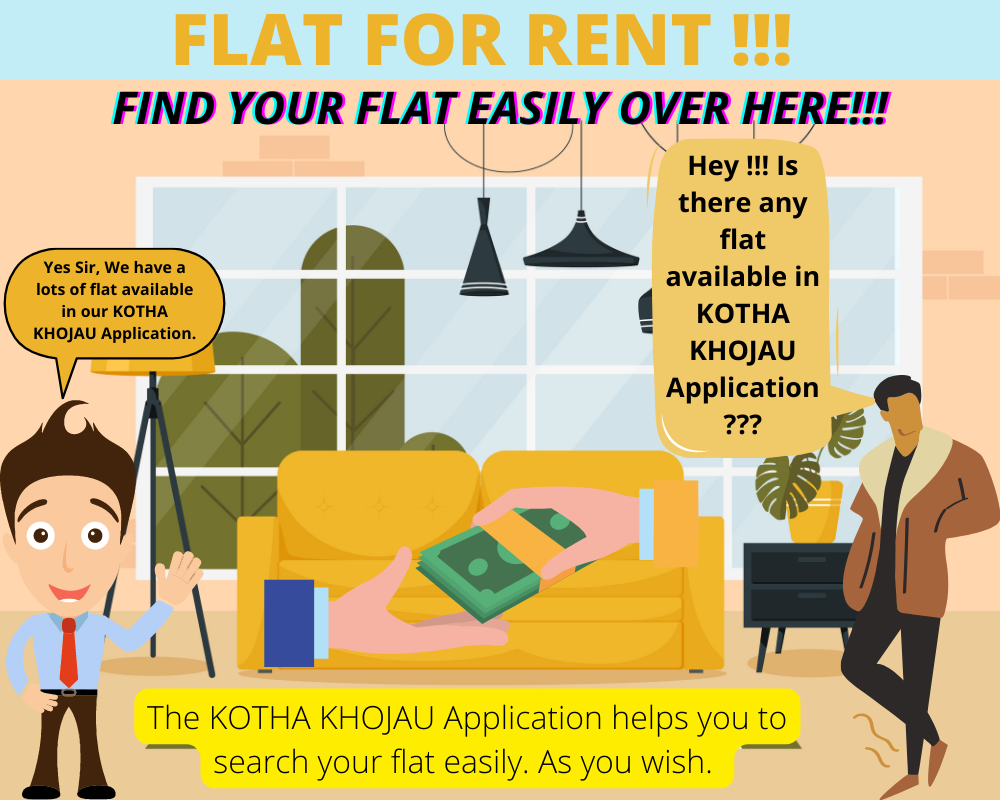 FLAT FOR RENT !!!
FIND YOUR FLAT EASILY OVER HERE!!!
Hey !!! Is
there any
flat
available in
KOTHA
KHOJAU
Application
???
Yes Sir, We have a
lots of flat available
in our KOTHA
KHOJAU Application.
The KOTHA KHOJAU Application helps you to
search your flat easily. As you wish.